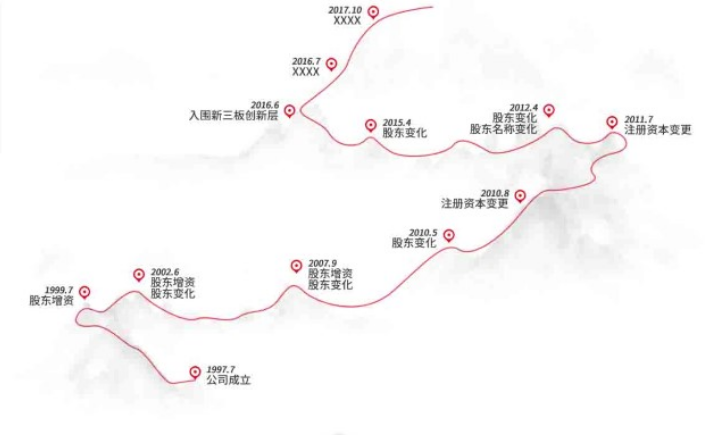 2017.10
XXXX
2016.7
XXXX
2016.6
入围新三板创新层
2015.4
股东变化
2012.4
股东变化
股东名称变化
2011.7
注册资本变更
2010.8
注册资本变更
2010.5
股东变化
2007.9
股东增资
股东变化
2002.6
股东增资
股东变化
1999.7
股东增资
1997.7
公司成立